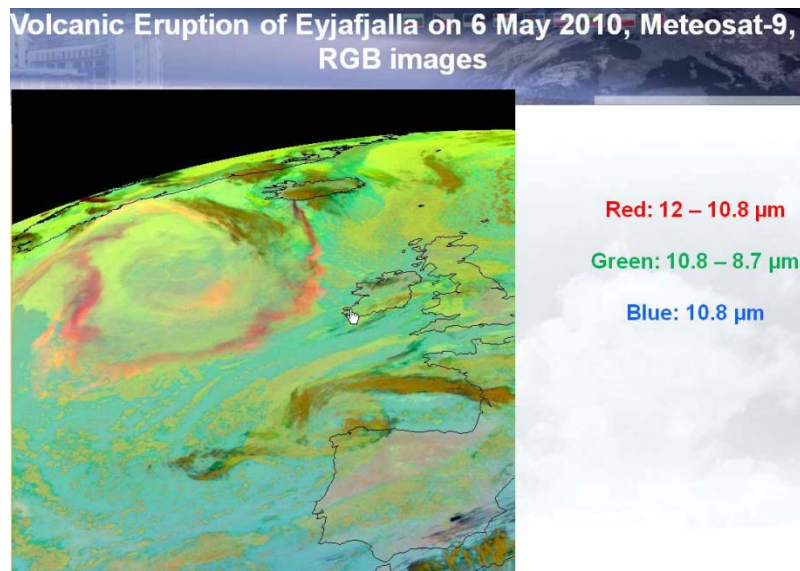 Volcanic Eruption of Eyjafjalla on 6 May 2010, Meteosat-9,
RGB images
Red: 12 – 10.8 µm
Green: 10.8 – 8.7 µm
Blue: 10.8 µm